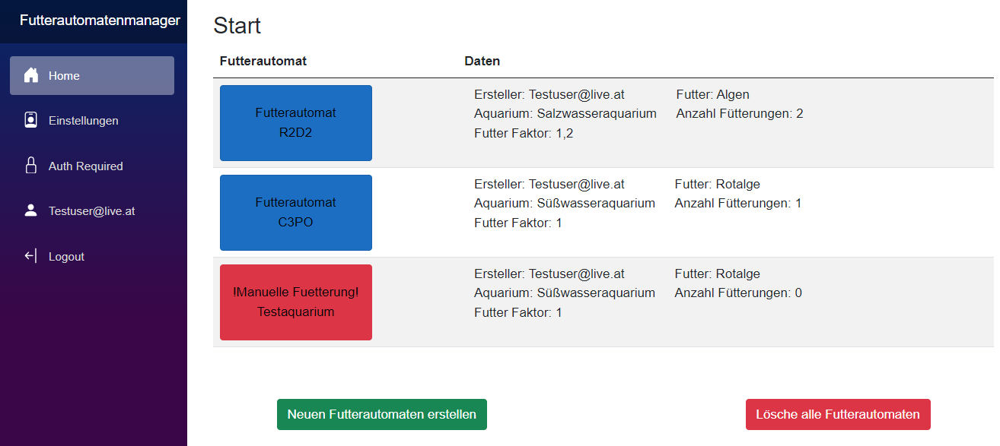 Futterautomatenmanager
Home
Einstellungen
Auth Required
Testuser@live.at
Logout
Start
Futterautomat Daten
Futterautomat
R2D2
Ersteller: Testuser@live.at Futter: Algen
Aquarium: Salzwasseraquarium Anzahl Fütterungen: 2
Futter Faktor: 1,2
Futterautomat
C3PO
Ersteller: Testuser@live.at Futter: Rotalge
Aquarium: Süßwasseraquarium Anzahl Fütterungen: 1
Futter Faktor: 1
!Manuelle Fuetterung!
Testaquarium
Ersteller: Testuser@live.at Futter: Rotalge
Aquarium: Süßwasseraquarium Anzahl Fütterungen: 0
Futter Faktor: 1
Neuen Futterautomaten erstellen Lösche alle Futterautomaten